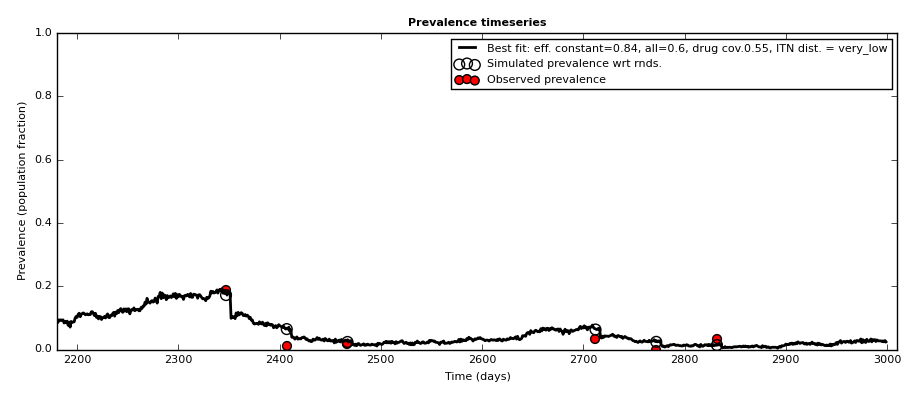 Prevalence timeseries
Best fit: eff. constant=0.84, all=0.6, drug cov.0.55, ITN dist. = very_low
Simulated prevalence wrt rnds.
Observed prevalence
Prevalence (population fraction)
1.0
0.8
0.6
0.4
0.2
0.0
2200 2300 2400 2500 2600 2700 2800 2900 3000
Time (days)